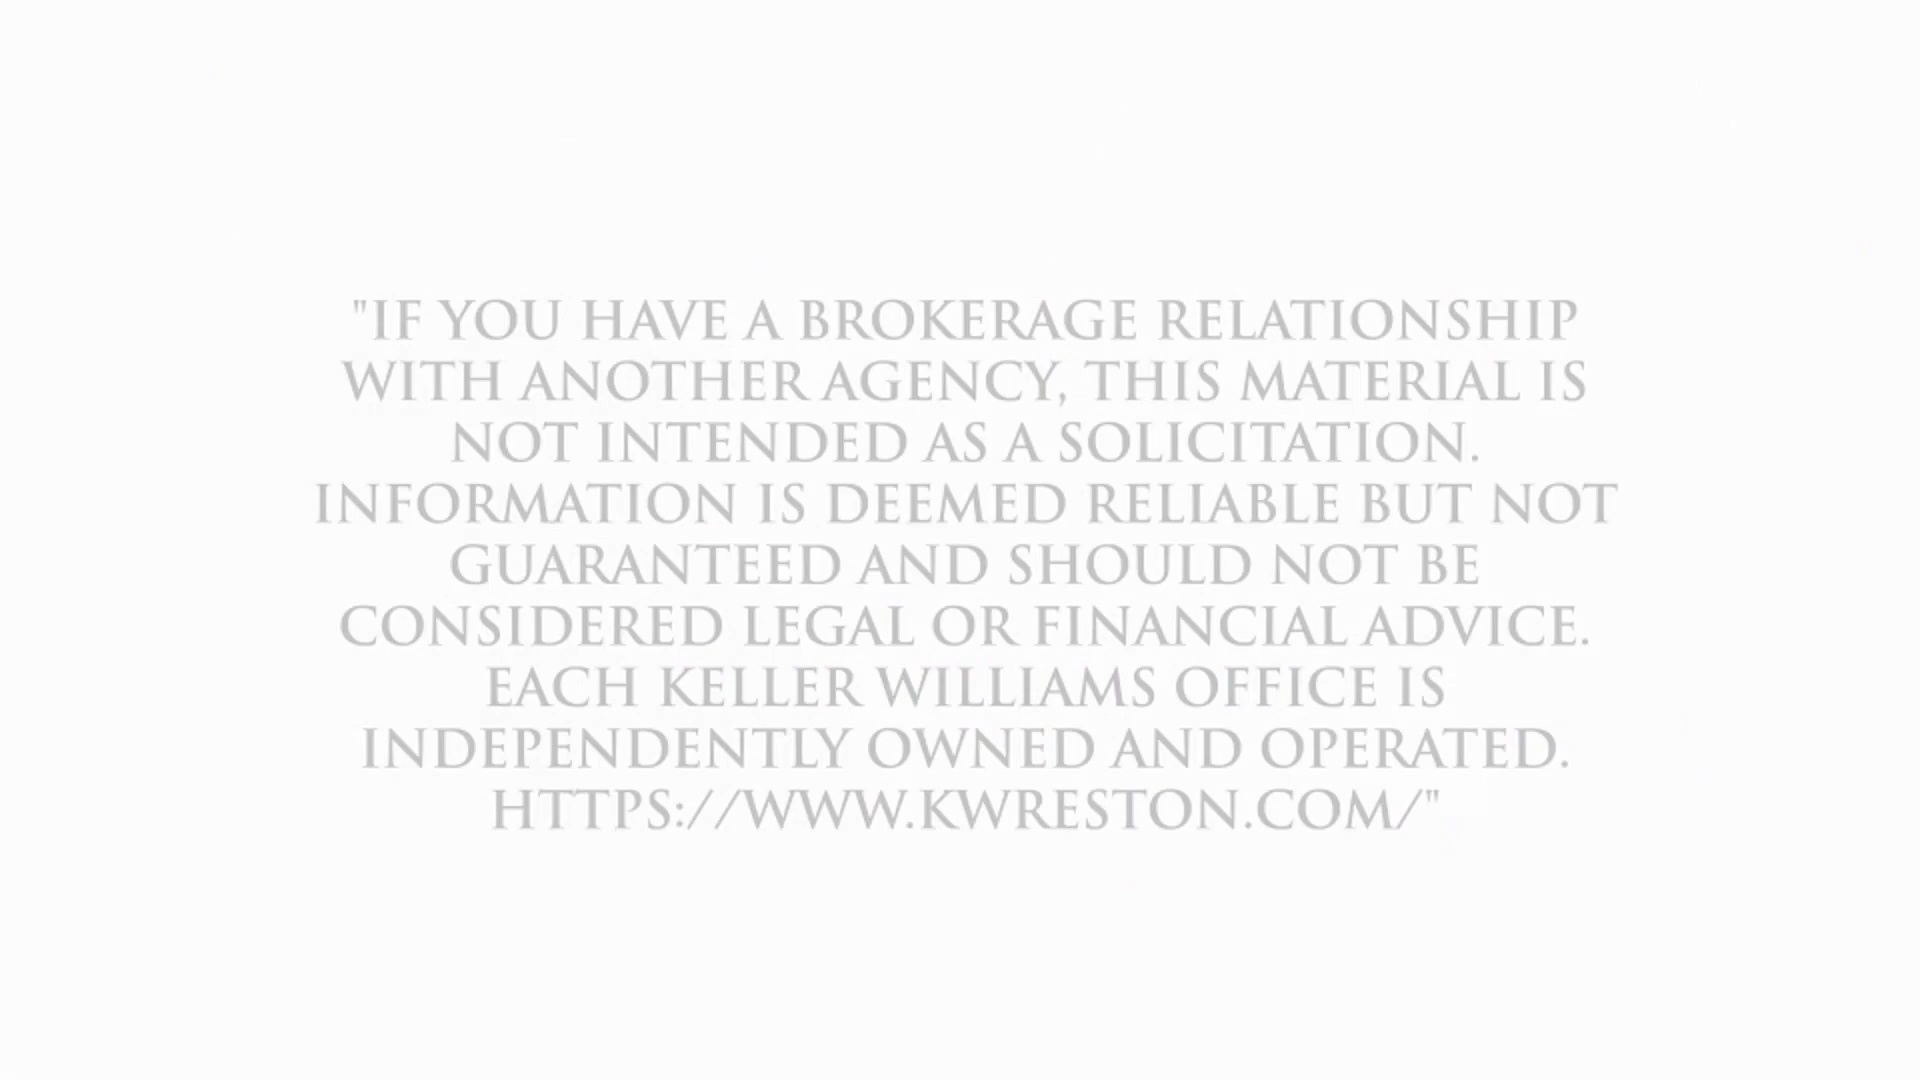 "IF YOU HAVE A BROKERAGE RELATIONSHIP
WITH ANOTHER AGENCY, THIS MATERIAL IS
NOT INTENDED AS A SOLICITATION.
INFORMATION IS DEEMED RELIABLE BUT NOT
GUARANTEED AND SHOULD NOT BE
CONSIDERED LEGAL OR FINANCIAL ADVICE.
EACH KELLER WILLIAMS OFFICE IS
INDEPENDENTLY OWNED AND OPERATED.
HTTPS://WWW.KWRESTON.COM/"